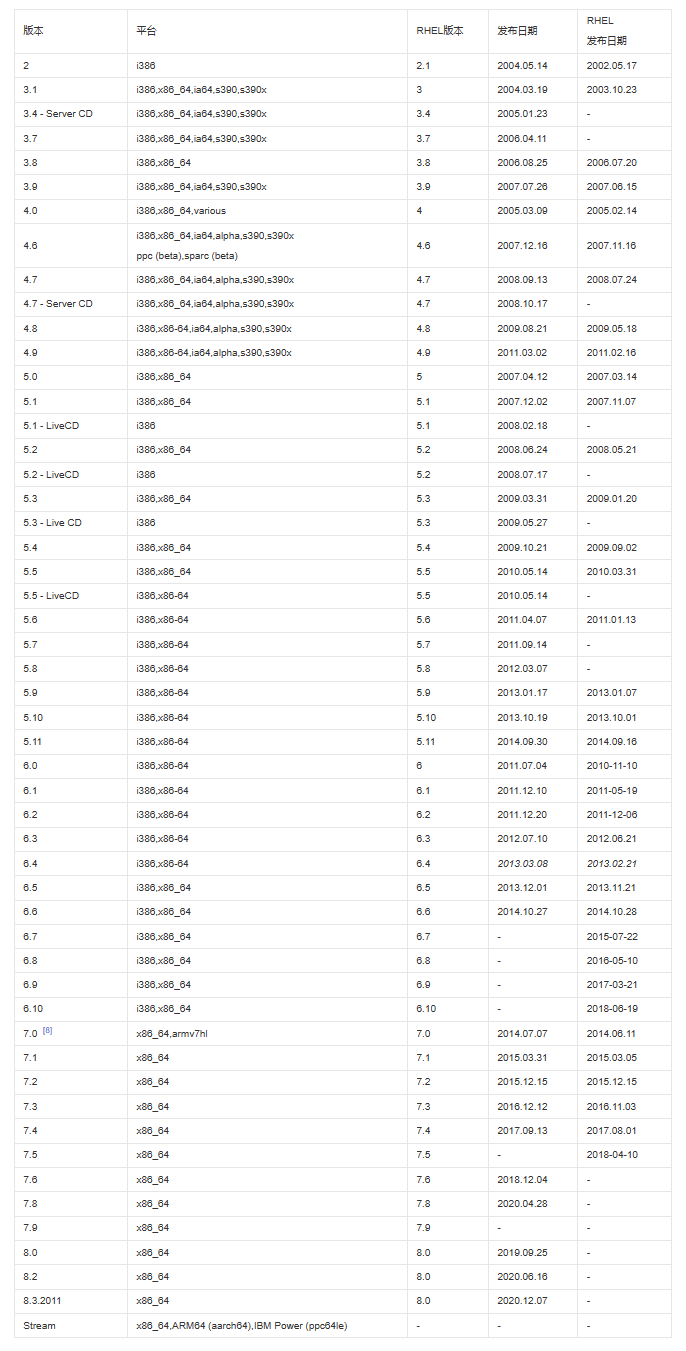 版本 平台 RHEL版本 发布日期 RHEL
发布日期
2 i386 2.1 2004.05.14 2002.05.17
3.1 i386,x86_64,ia64,s390,s390x 3 2004.03.19 2003.10.23
3.4 - Server CD i386,x86_64,ia64,s390,s390x 3.4 2005.01.23 -
3.7 i386,x86_64,ia64,s390,s390x 3.7 2006.04.11 -
3.8 i386,x86_64 3.8 2006.08.25 2006.07.20
3.9 i386,x86_64,ia64,s390,s390x 3.9 2007.07.26 2007.06.15
4.0 i386,x86_64,various 4 2005.03.09 2005.02.14
4.6 i386,x86_64,ia64,alpha,s390,s390x 4.6 2007.12.16 2007.11.16
ppc (beta),sparc (beta)
4.7 i386,x86_64,ia64,alpha,s390,s390x 4.7 2008.09.13 2008.07.24
4.7 - Server CD i386,x86_64,ia64,alpha,s390,s390x 4.7 2008.10.17 -
4.8 i386,x86-64,ia64,alpha,s390,s390x 4.8 2009.08.21 2009.05.18
4.9 i386,x86-64,ia64,alpha,s390,s390x 4.9 2011.03.02 2011.02.16
5.0 i386,x86_64 5 2007.04.12 2007.03.14
5.1 i386,x86_64 5.1 2007.12.02 2007.11.07
5.1 - LiveCD i386 5.1 2008.02.18 -
5.2 i386,x86_64 5.2 2008.06.24 2008.05.21
5.2 - LiveCD i386 5.2 2008.07.17 -
5.3 i386,x86_64 5.3 2009.03.31 2009.01.20
5.3 - Live CD i386 5.3 2009.05.27 -
5.4 i386,x86_64 5.4 2009.10.21 2009.09.02
5.5 i386,x86_64 5.5 2010.05.14 2010.03.31
5.5 - LiveCD i386,x86-64 5.5 2010.05.14 -
5.6 i386,x86-64 5.6 2011.04.07 2011.01.13
5.7 i386,x86-64 5.7 2011.09.14 -
5.8 i386,x86-64 5.8 2012.03.07 -
5.9 i386,x86-64 5.9 2013.01.17 2013.01.07
5.10 i386,x86-64 5.10 2013.10.19 2013.10.01
5.11 i386,x86-64 5.11 2014.09.30 2014.09.16
6.0 i386,x86-64 6 2011.07.04 2010-11-10
6.1 i386,x86-64 6.1 2011.12.10 2011-05-19
6.2 i386,x86-64 6.2 2011.12.20 2011-12-06
6.3 i386,x86-64 6.3 2012.07.10 2012.06.21
6.4 i386,x86-64 6.4 2013.03.08 2013.02.21
6.5 i386,x86_64 6.5 2013.12.01 2013.11.21
6.6 i386,x86_64 6.6 2014.10.27 2014.10.28
6.7 i386,x86_64 6.7 - 2015-07-22
6.8 i386,x86_64 6.8 - 2016-05-10
6.9 i386,x86_64 6.9 - 2017-03-21
6.10 i386,x86_64 6.10 - 2018-06-19
7.0 [8] x86_64,armv7hl 7.0 2014.07.07 2014.06.11
7.1 x86_64 7.1 2015.03.31 2015.03.05
7.2 x86_64 7.2 2015.12.15 2015.12.15
7.3 x86_64 7.3 2016.12.12 2016.11.03
7.4 x86_64 7.4 2017.09.13 2017.08.01
7.5 x86_64 7.5 - 2018-04-10
7.6 x86_64 7.6 2018.12.04 -
7.8 x86_64 7.8 2020.04.28 -
7.9 x86_64 7.9 - -
8.0 x86_64 8.0 2019.09.25 -
8.2 x86_64 8.0 2020.06.16 -
8.3.2011 x86_64 8.0 2020.12.07 -
Stream x86_64,ARM64 (aarch64),IBM Power (ppc64le) - - -